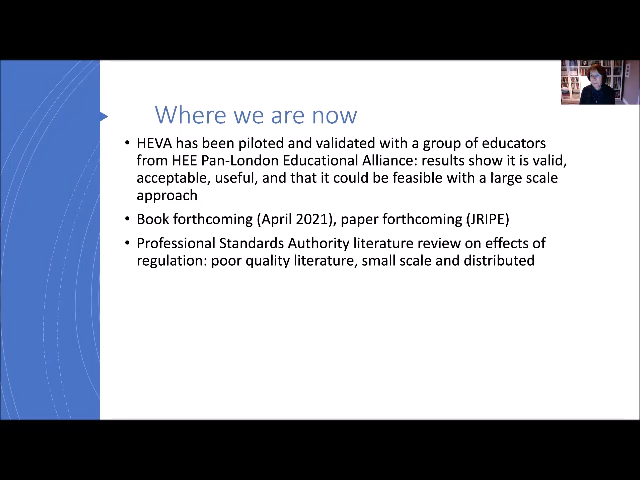 Where we are now
• HEVA has been piloted and validated with a group of educators
from HEE Pan-London Educational Alliance: results show it is valid,
acceptable, useful, and that it could be feasible with a large scale
approach
• Book forthcoming (April 2021), paper forthcoming (JRIPE)
• Professional Standards Authority literature review on effects of
regulation: poor quality literature, small scale and distributed